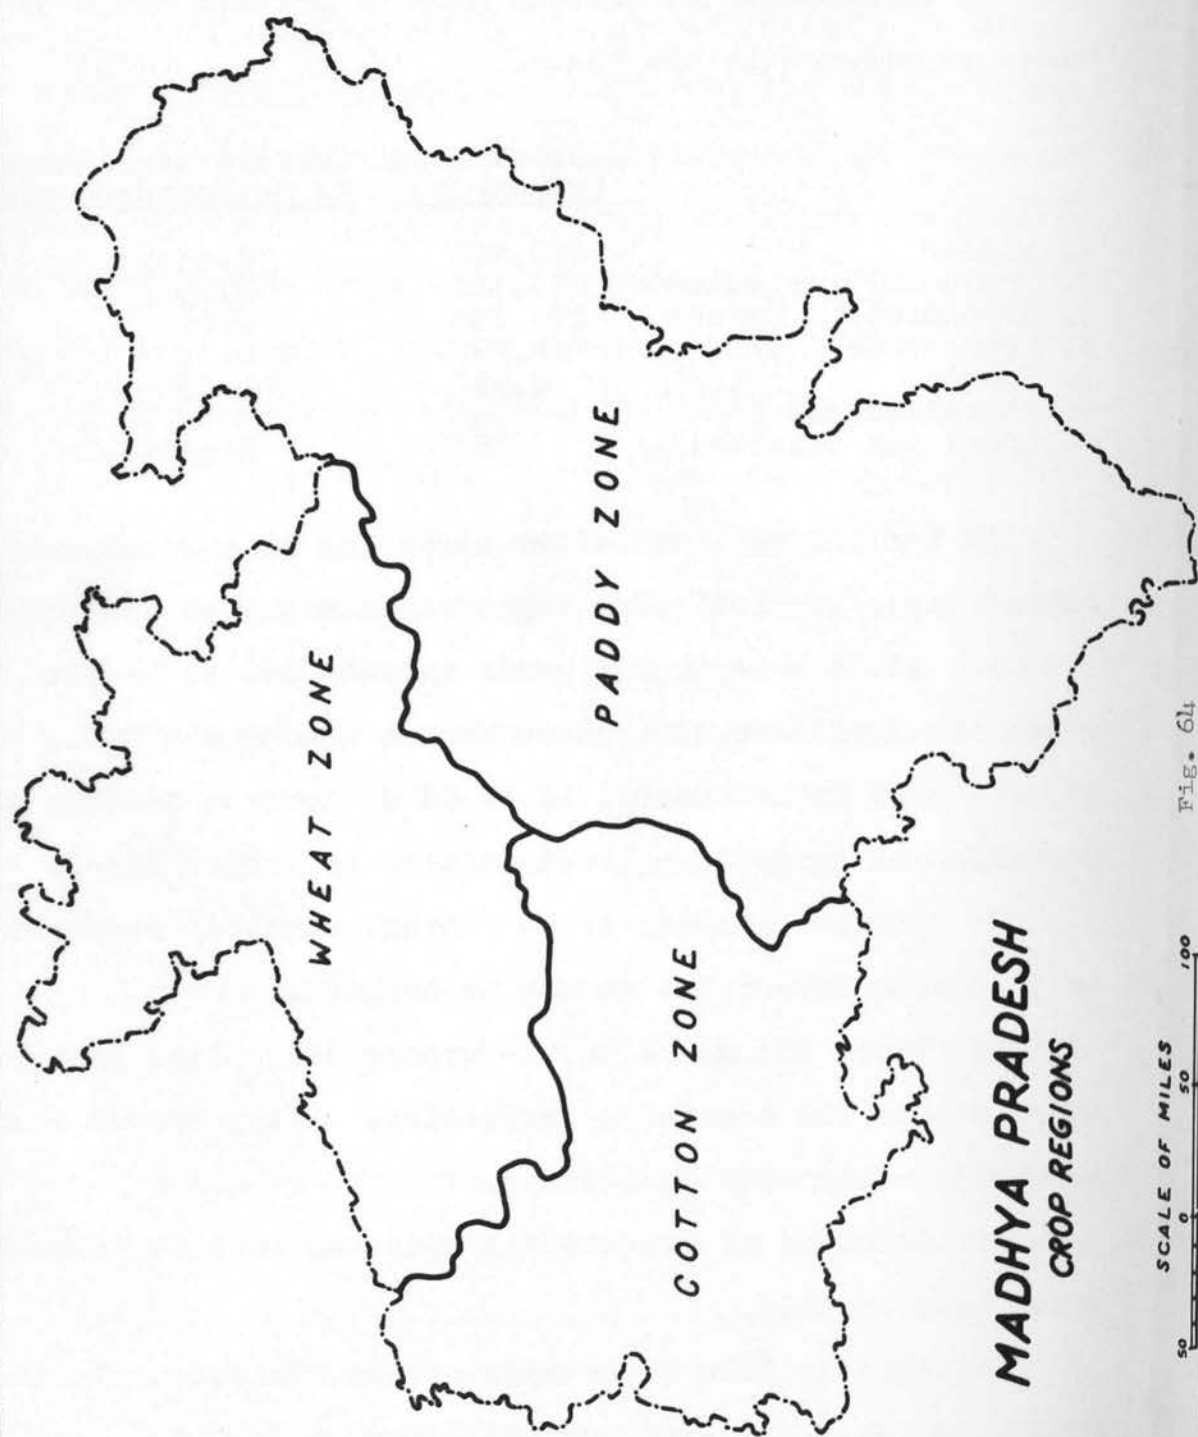 WHEAT ZONE
PADDY ZONE
COTTON ZONE
MADHYA PRADESH
CROP REGIONS
SCALE OF MILES
50 0 50 100
Fig. 64